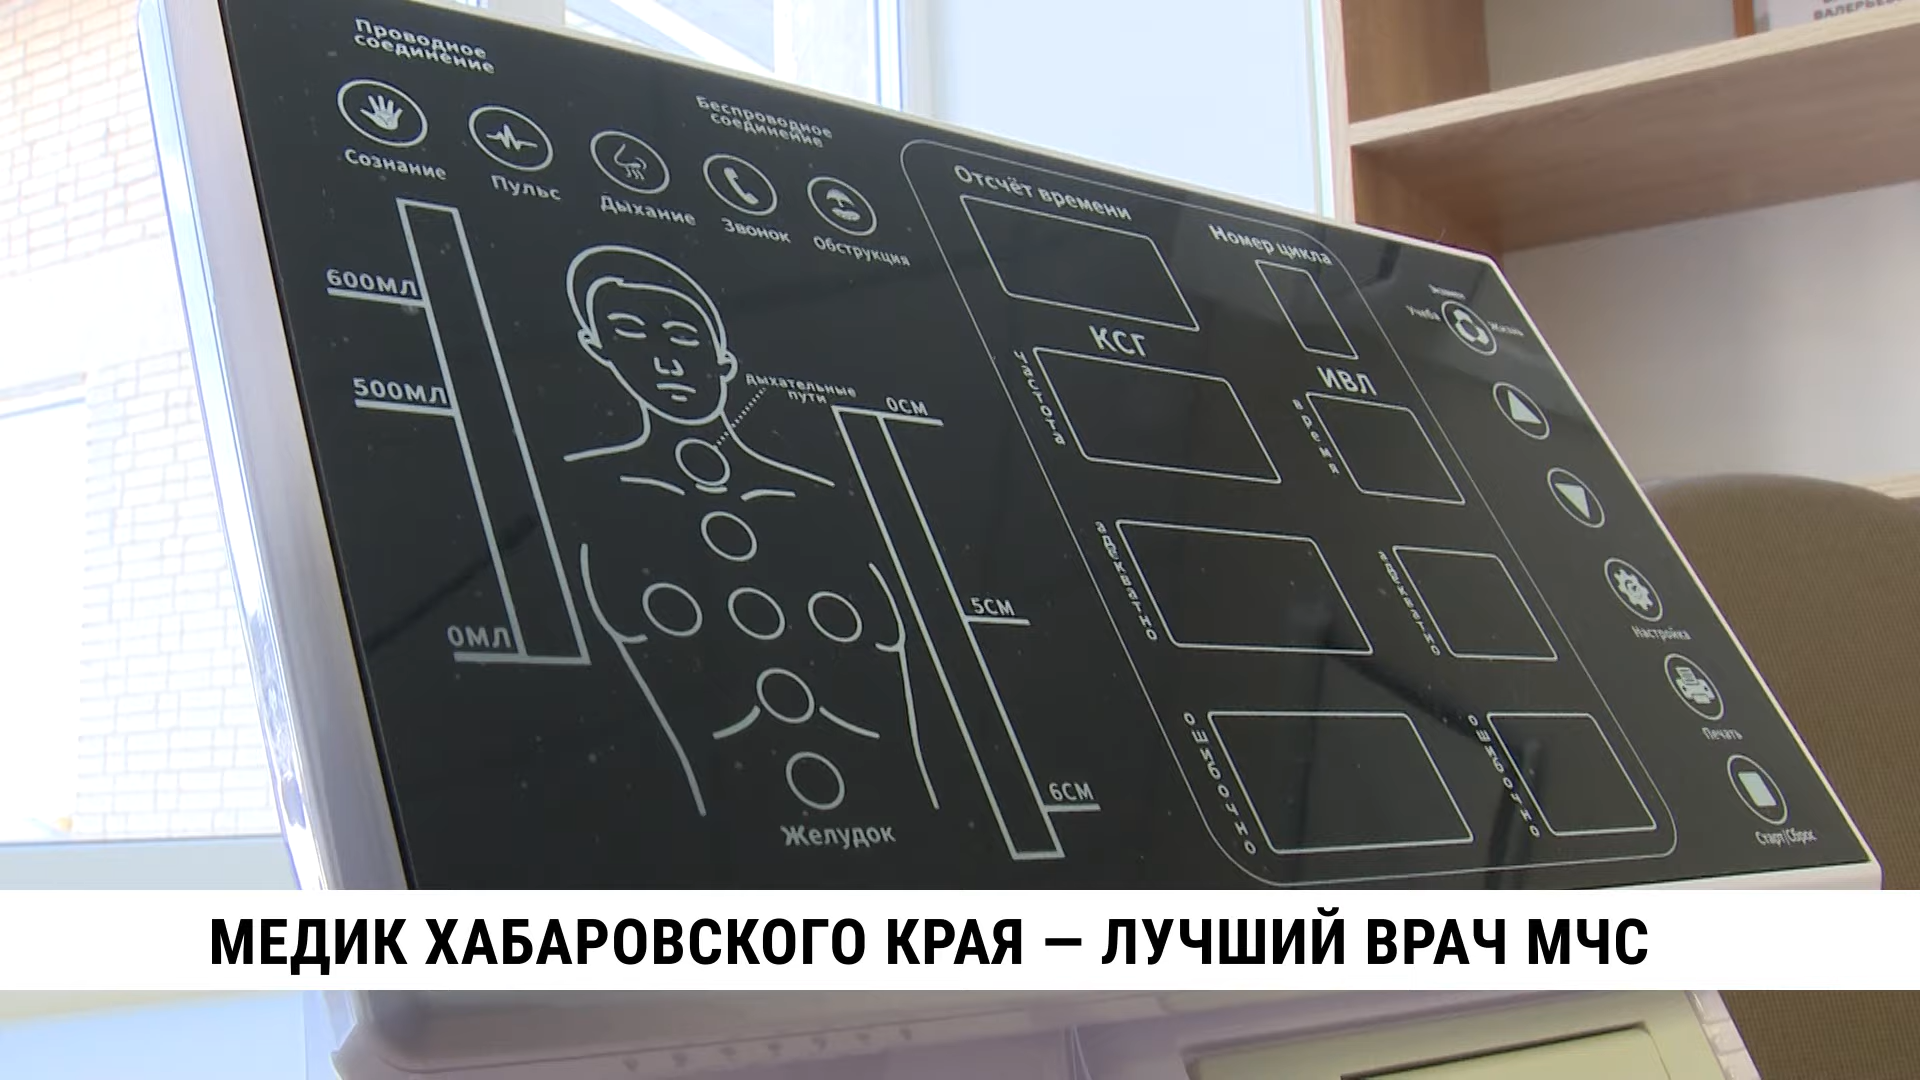 Проводное
соединение
Беспроводное
соединение
Сознание
Пульс
Дыхание
Звонок
Обструкция
600МЛ
500МЛ
0МЛ
дыхательные
пути
0СМ
5СМ
6СМ
Желудок
Отсчёт времени
Номер цикла
КСГ
ИВЛ
частота
время
адекватно
адекватно
ошибочно
ошибочно
Учеба
Жизнь
Настройка
Печать
Старт/Сброс
МЕДИК ХАБАРОВСКОГО КРАЯ — ЛУЧШИЙ ВРАЧ МЧС